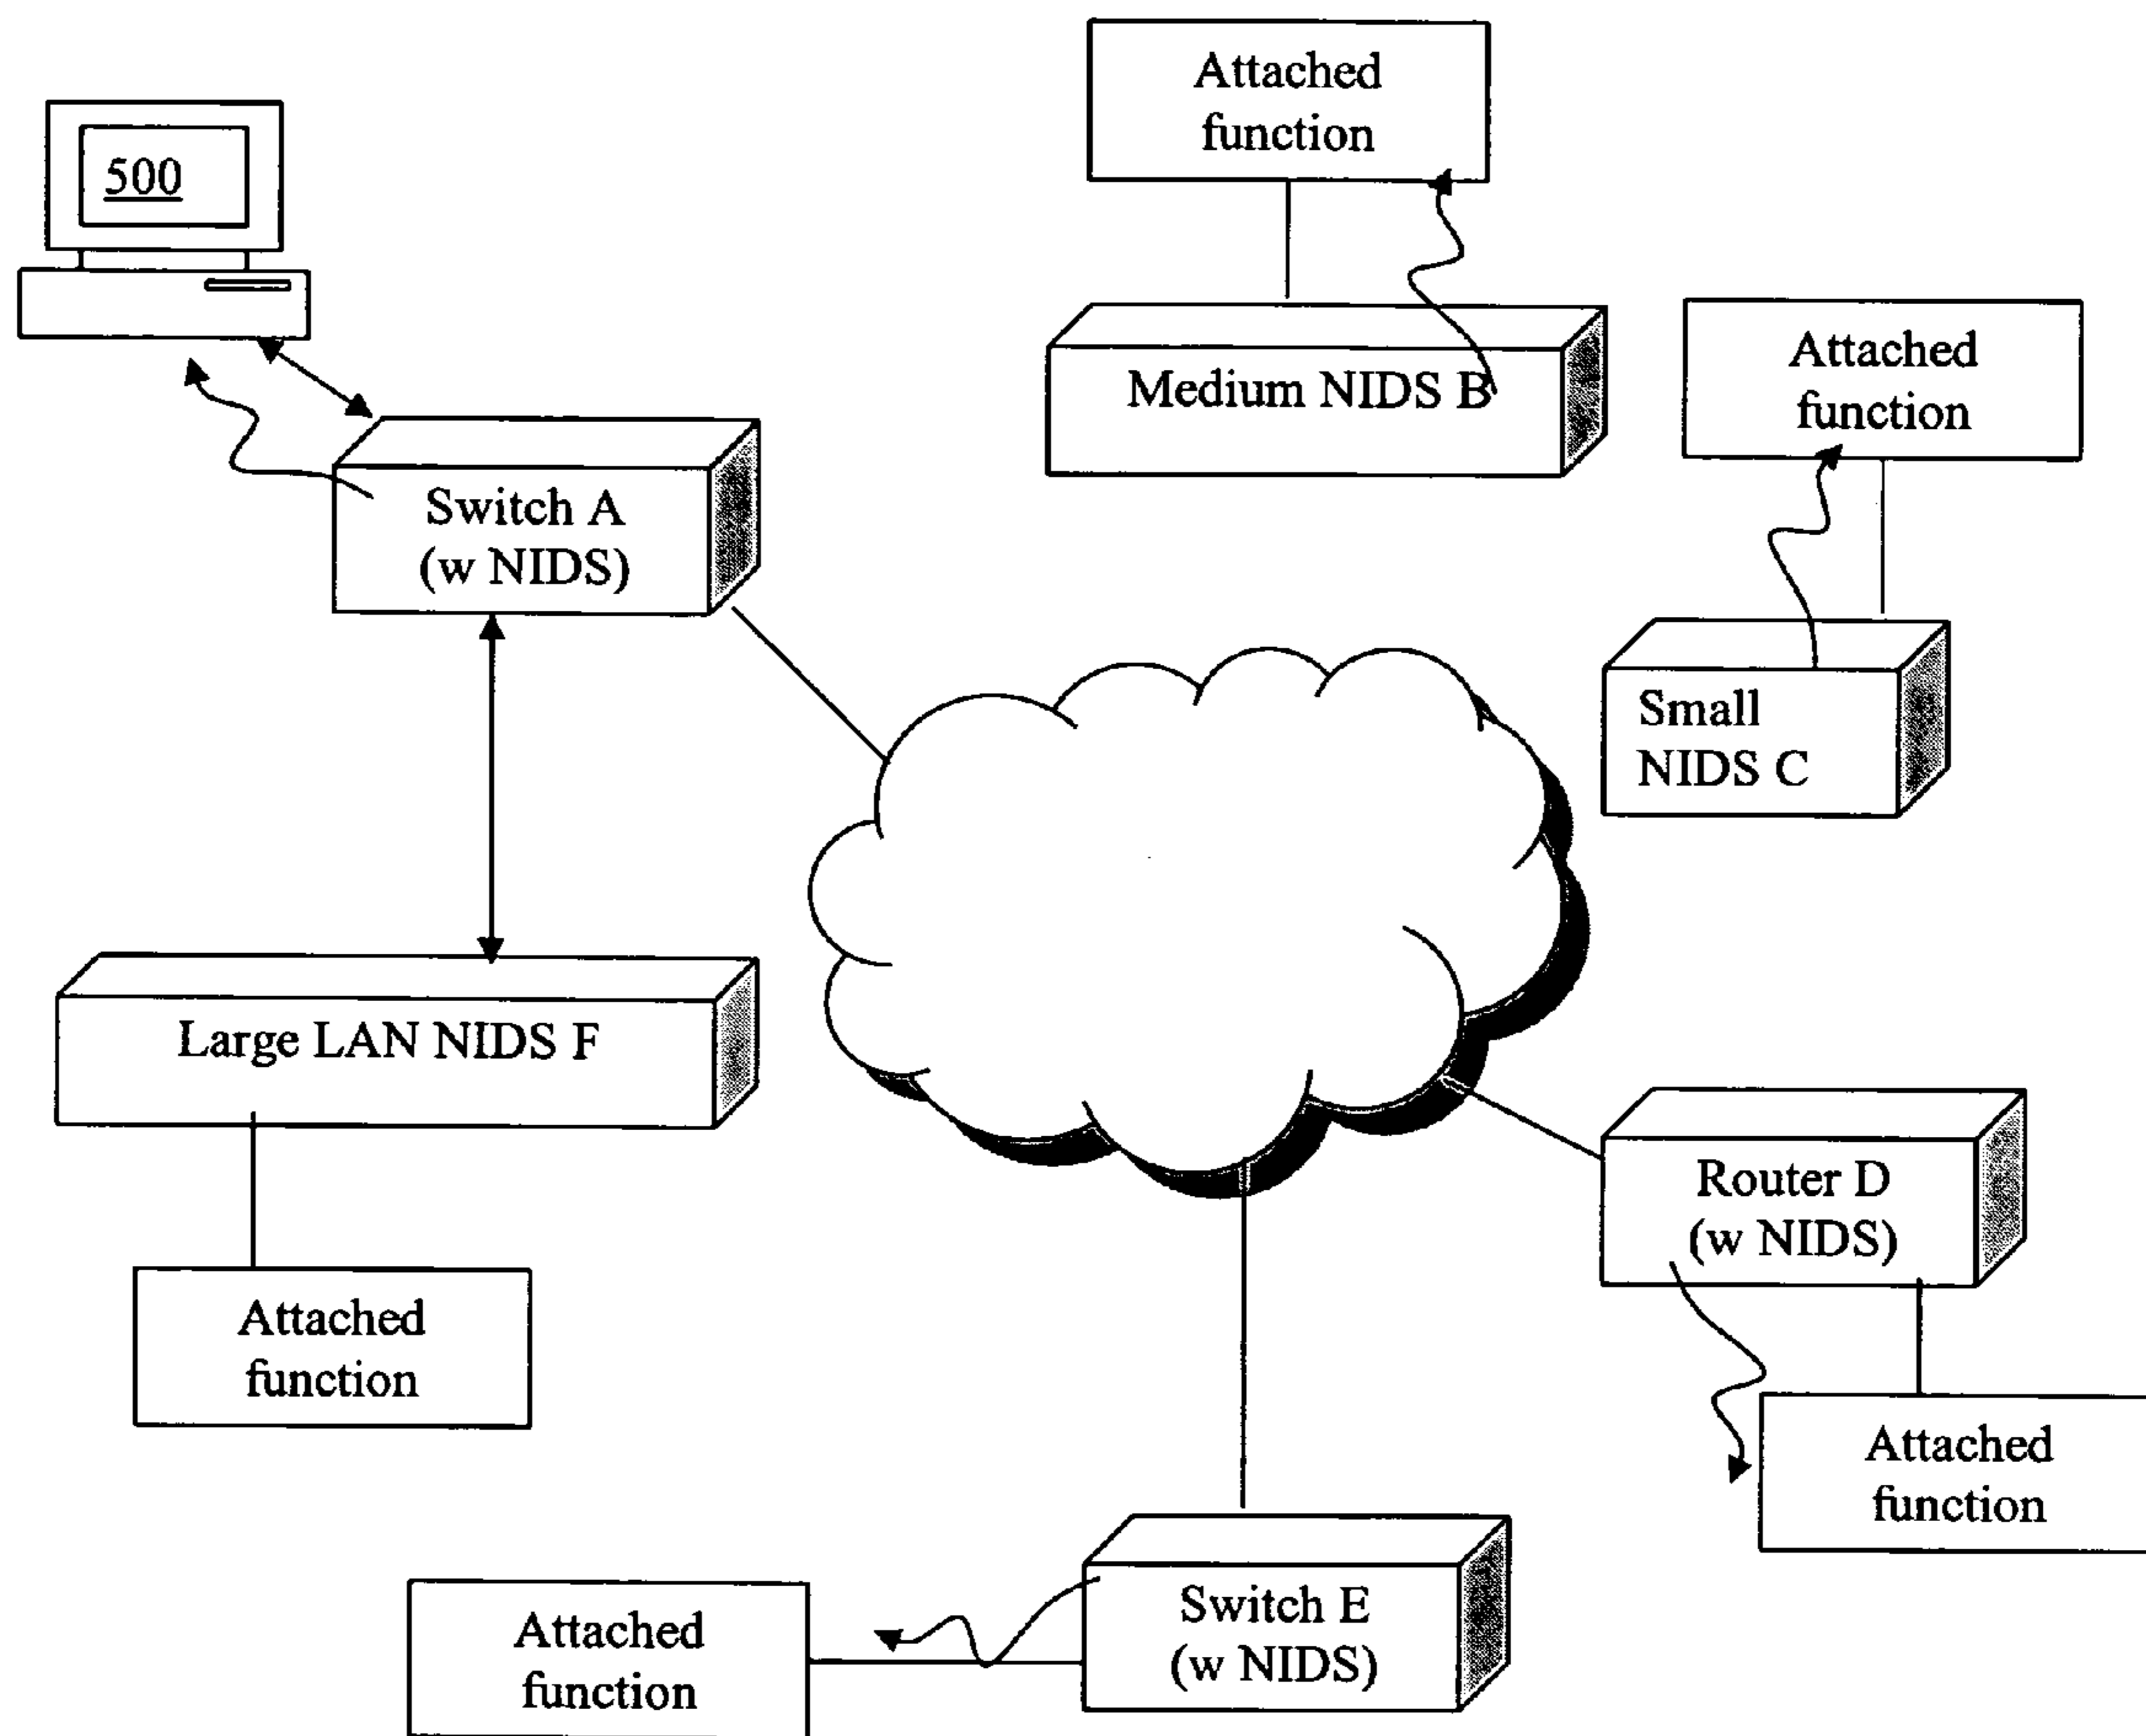 Attached
function
500
Attached
function
Medium NIDS B
Switch A
(w NIDS)
Small
NIDS C
Large LAN NIDS F
Router D
(w NIDS)
Attached
function
Attached
function
Switch E
(w NIDS)
Attached
function